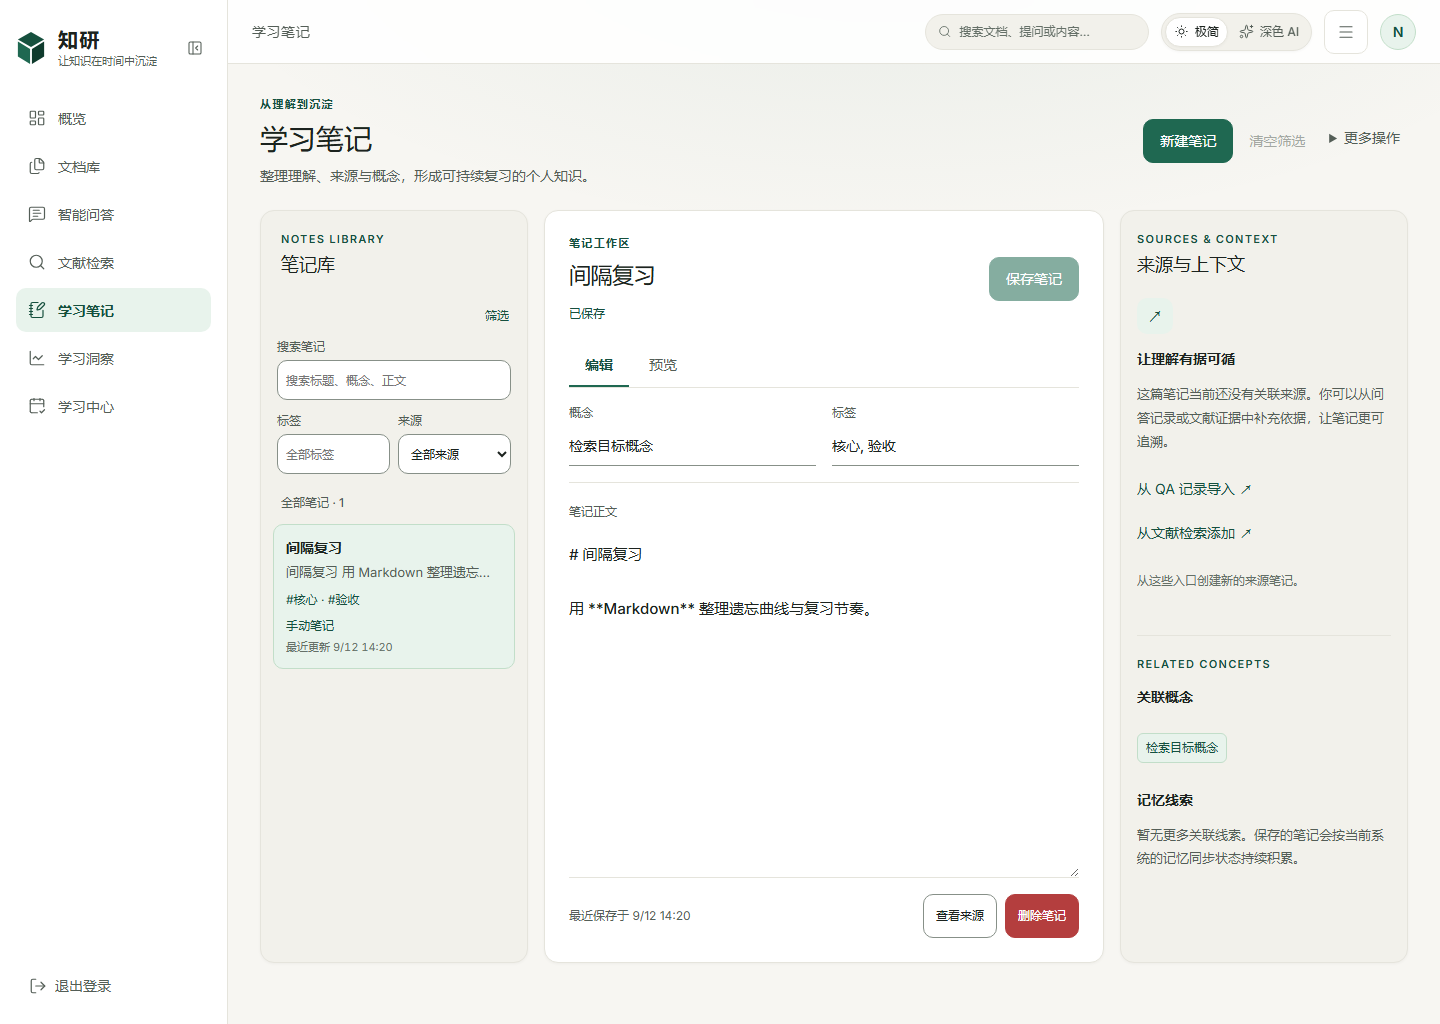 知研
让知识在时间中沉淀
概览
文档库
智能问答
文献检索
学习笔记
学习洞察
学习中心
退出登录
学习笔记
搜索文档、提问或内容...
极简
深色 AI
N
从理解到沉淀
学习笔记
整理理解、来源与概念，形成可持续复习的个人知识。
新建笔记
清空筛选
更多操作
NOTES LIBRARY
笔记库
筛选
搜索笔记
搜索标题、概念、正文
标签
来源
全部标签
全部来源
全部笔记 · 1
间隔复习
间隔复习 用 Markdown 整理遗忘...
#核心 · #验收
手动笔记
最近更新 9/12 14:20
笔记工作区
间隔复习
保存笔记
已保存
编辑
预览
概念
标签
检索目标概念
核心, 验收
笔记正文
# 间隔复习
用 **Markdown** 整理遗忘曲线与复习节奏。
最近保存于 9/12 14:20
查看来源
删除笔记
SOURCES & CONTEXT
来源与上下文
让理解有据可循
这篇笔记当前还没有关联来源。你可以从问
答记录或文献证据中补充依据，让笔记更可
追溯。
从 QA 记录导入 ↗
从文献检索添加 ↗
从这些入口创建新的来源笔记。
RELATED CONCEPTS
关联概念
检索目标概念
记忆线索
暂无更多关联线索。保存的笔记会按当前系
统的记忆同步状态持续积累。